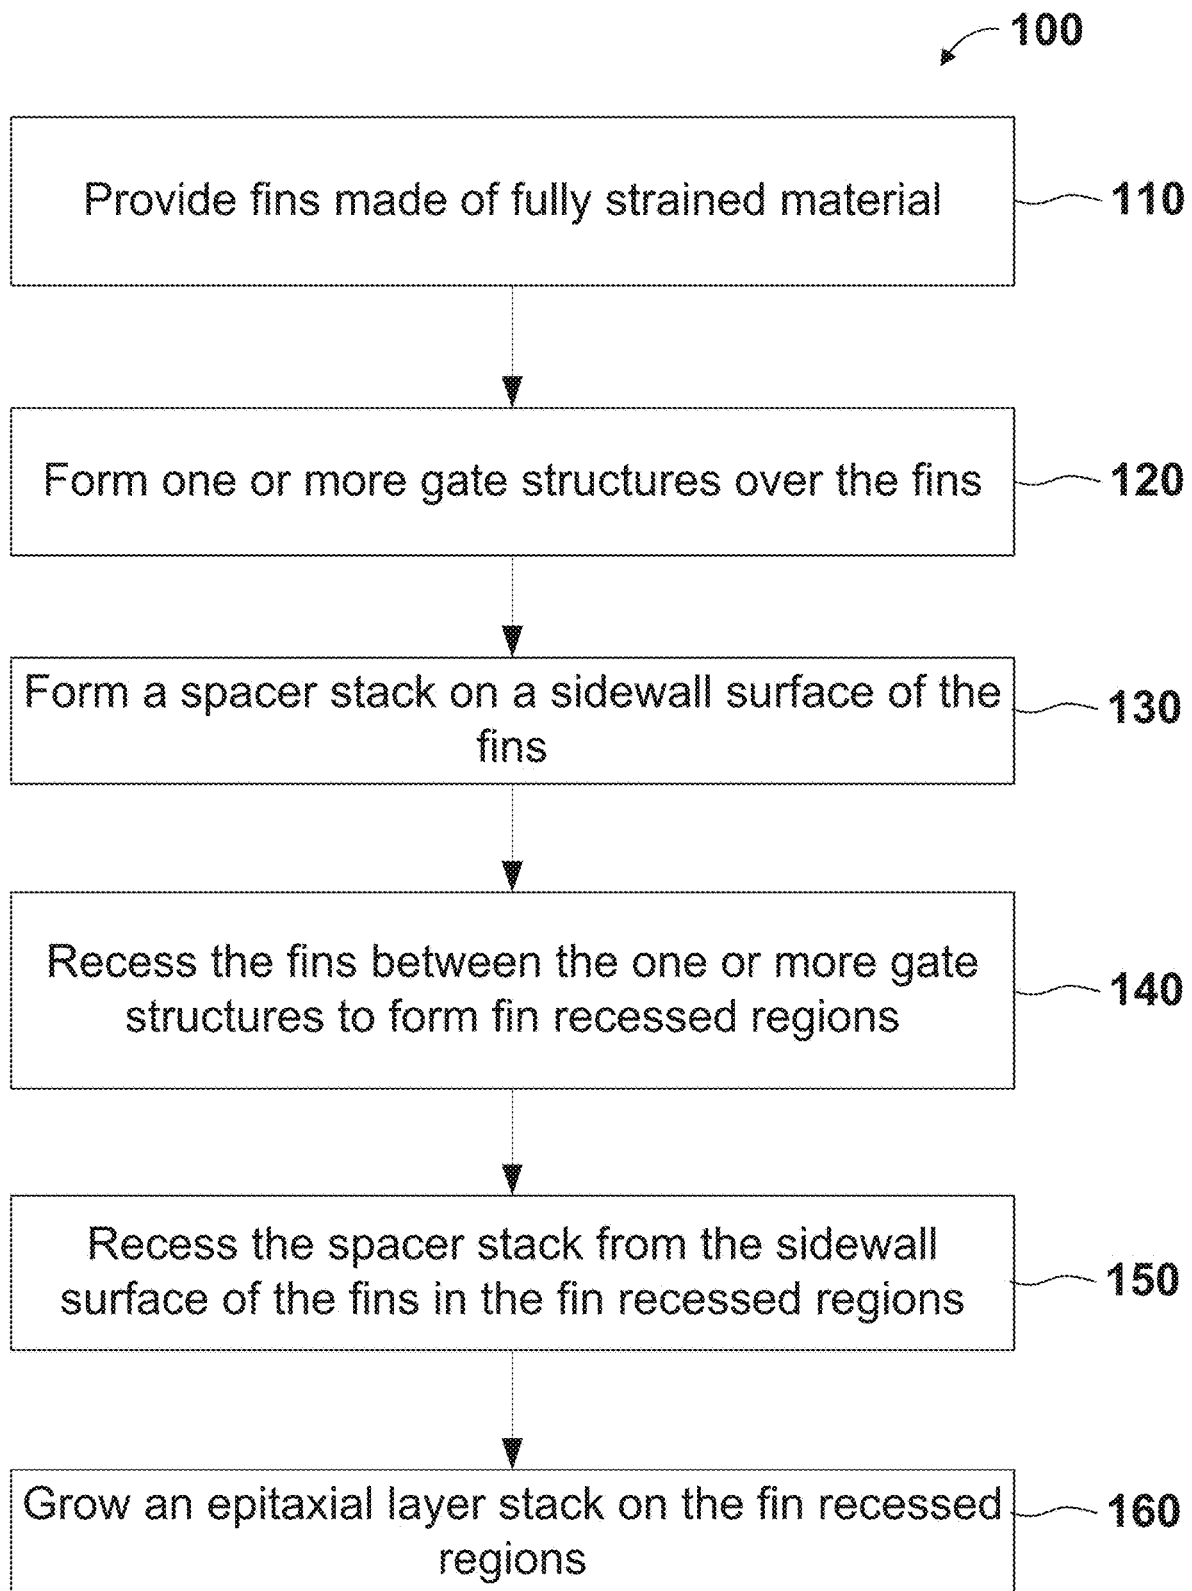 100
Provide fins made of fully strained material
110
Form one or more gate structures over the fins
120
Form a spacer stack on a sidewall surface of the
fins
130
Recess the fins between the one or more gate
structures to form fin recessed regions
140
Recess the spacer stack from the sidewall
surface of the fins in the fin recessed regions
150
Grow an epitaxial layer stack on the fin recessed
regions
160